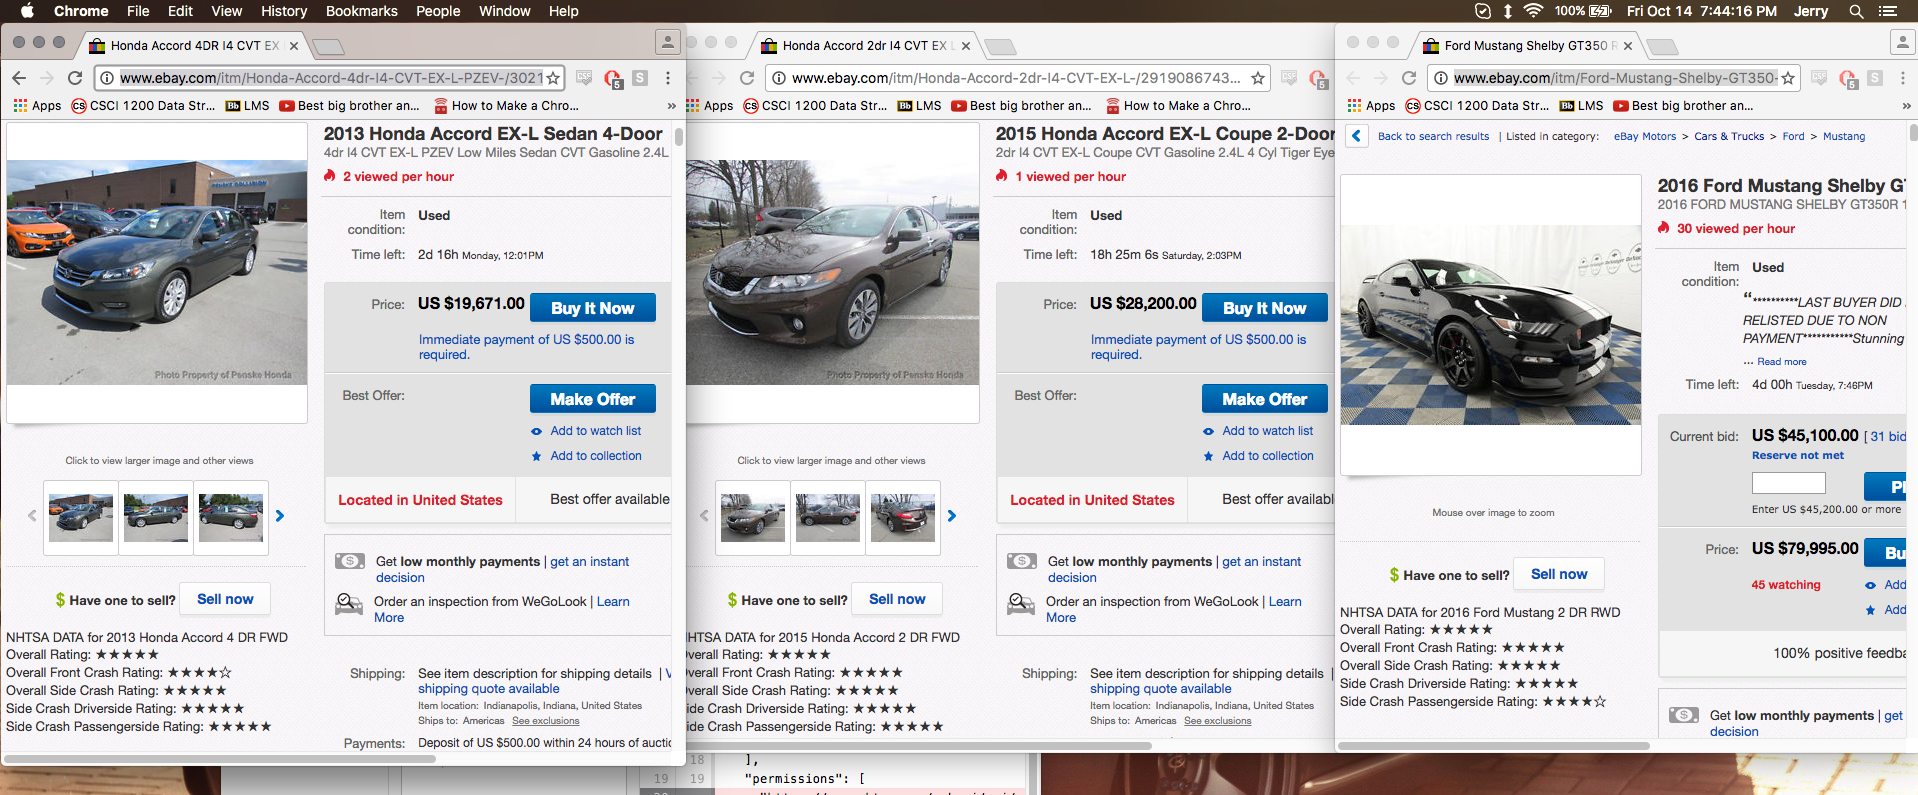 Chrome File Edit View History Bookmarks People Window Help
100% Fri Oct 14 7:44:16 PM Jerry
Honda Accord 4DR I4 CVT EX
www.ebay.com/itm/Honda-Accord-4dr-I4-CVT-EX-L-PZEV-/3021
Apps CSCI 1200 Data Str... LMS Best big brother an... How to Make a Chro... »
2013 Honda Accord EX-L Sedan 4-Door
4dr I4 CVT EX-L PZEV Low Miles Sedan CVT Gasoline 2.4L
2 viewed per hour
Item condition: Used
Time left: 2d 16h Monday, 12:01PM
Price: US $19,671.00 Buy It Now
Immediate payment of US $500.00 is
required.
Best Offer: Make Offer
Add to watch list
Add to collection
Located in United States Best offer available
Photo Property of Penske Honda
Click to view larger image and other views
Get low monthly payments | get an instant
decision
Order an inspection from WeGoLook | Learn
More
$ Have one to sell? Sell now
NHTSA DATA for 2013 Honda Accord 4 DR FWD
Overall Rating: ★★★★★
Overall Front Crash Rating: ★★★★☆
Overall Side Crash Rating: ★★★★★
Side Crash Driverside Rating: ★★★★★
Side Crash Passengerside Rating: ★★★★★
Shipping: See item description for shipping details |
shipping quote available
Item location: Indianapolis, Indiana, United States
Ships to: Americas See exclusions
Payments: Deposit of US $500.00 within 24 hours of aucti
Honda Accord 2dr I4 CVT EX L
www.ebay.com/itm/Honda-Accord-2dr-I4-CVT-EX-L-/2919086743...
Apps CSCI 1200 Data Str... LMS Best big brother an... How to Make a Chro...
2015 Honda Accord EX-L Coupe 2-Door
2dr I4 CVT EX-L Coupe CVT Gasoline 2.4L 4 Cyl Tiger Eye
1 viewed per hour
Item condition: Used
Time left: 18h 25m 6s Saturday, 2:03PM
Price: US $28,200.00 Buy It Now
Immediate payment of US $500.00 is
required.
Best Offer: Make Offer
Add to watch list
Add to collection
Located in United States Best offer availabl
Photo Property of Penske Honda
Click to view larger image and other views
Get low monthly payments | get an instant
decision
Order an inspection from WeGoLook | Learn
More
$ Have one to sell? Sell now
HTSA DATA for 2015 Honda Accord 2 DR FWD
verall Rating: ★★★★★
verall Front Crash Rating: ★★★★★
verall Side Crash Rating: ★★★★★
ide Crash Driverside Rating: ★★★★★
ide Crash Passengerside Rating: ★★★★★
Shipping: See item description for shipping details |
shipping quote available
Item location: Indianapolis, Indiana, United States
Ships to: Americas See exclusions
Payments: Deposit of US $500.00 within 24 hours of
Ford Mustang Shelby GT350 R
www.ebay.com/itm/Ford-Mustang-Shelby-GT350-
Apps CSCI 1200 Data Str... LMS Best big brother an... »
Back to search results | Listed in category: eBay Motors > Cars & Trucks > Ford > Mustang
2016 Ford Mustang Shelby G
2016 FORD MUSTANG SHELBY GT350R 1
30 viewed per hour
Item condition: Used
“**********LAST BUYER DID
RELISTED DUE TO NON
PAYMENT***********Stunning
... Read more
Time left: 4d 00h Tuesday, 7:46PM
Current bid: US $45,100.00 [ 31 bid
Reserve not met
Pl
Enter US $45,200.00 or more
Price: US $79,995.00 Bu
45 watching Add
Add
100% positive feedba
Get low monthly payments | get
decision
Mouse over image to zoom
$ Have one to sell? Sell now
NHTSA DATA for 2016 Ford Mustang 2 DR RWD
Overall Rating: ★★★★★
Overall Front Crash Rating: ★★★★★
Overall Side Crash Rating: ★★★★★
Side Crash Driverside Rating: ★★★★★
Side Crash Passengerside Rating: ★★★★☆
18 ],
19 19 "permissions": [